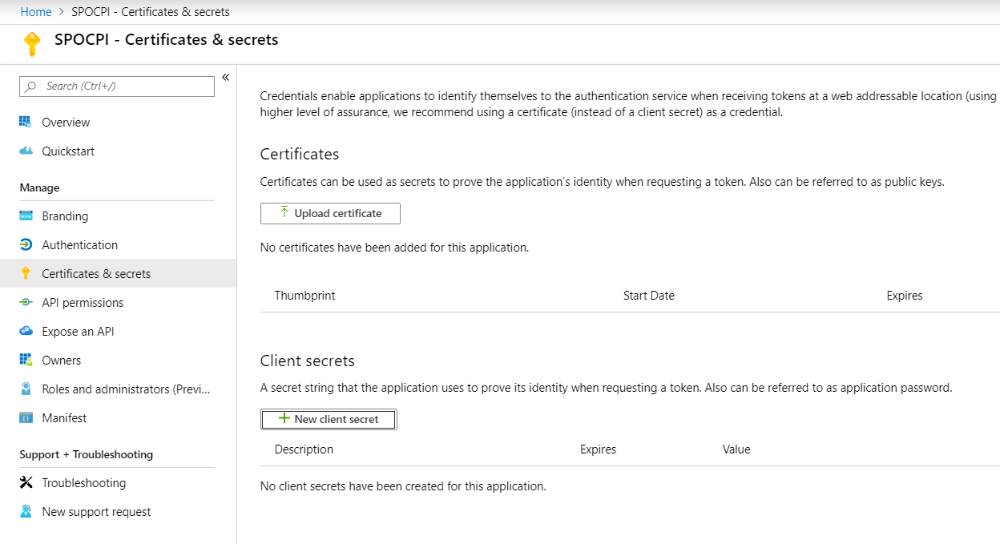 Home > SPOCPI - Certificates & secrets
SPOCPI - Certificates & secrets
Search (Ctrl+/)
«
Overview
Quickstart
Manage
Branding
Authentication
Certificates & secrets
API permissions
Expose an API
Owners
Roles and administrators (Previ...
Manifest
Support + Troubleshooting
Troubleshooting
New support request
Credentials enable applications to identify themselves to the authentication service when receiving tokens at a web addressable location (using
higher level of assurance, we recommend using a certificate (instead of a client secret) as a credential.
Certificates
Certificates can be used as secrets to prove the application’s identity when requesting a token. Also can be referred to as public keys.
Upload certificate
No certificates have been added for this application.
Thumbprint Start Date Expires
Client secrets
A secret string that the application uses to prove its identity when requesting a token. Also can be referred to as application password.
New client secret
Description Expires Value
No client secrets have been created for this application.